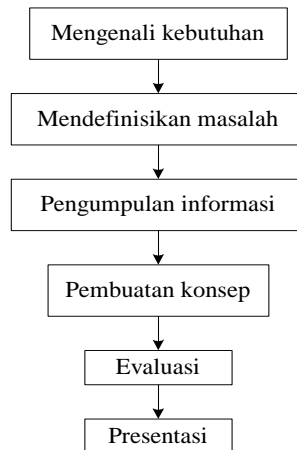 Mengenali kebutuhan
Mendefinisikan masalah
Pengumpulan informasi
Pembuatan konsep
Evaluasi
Presentasi